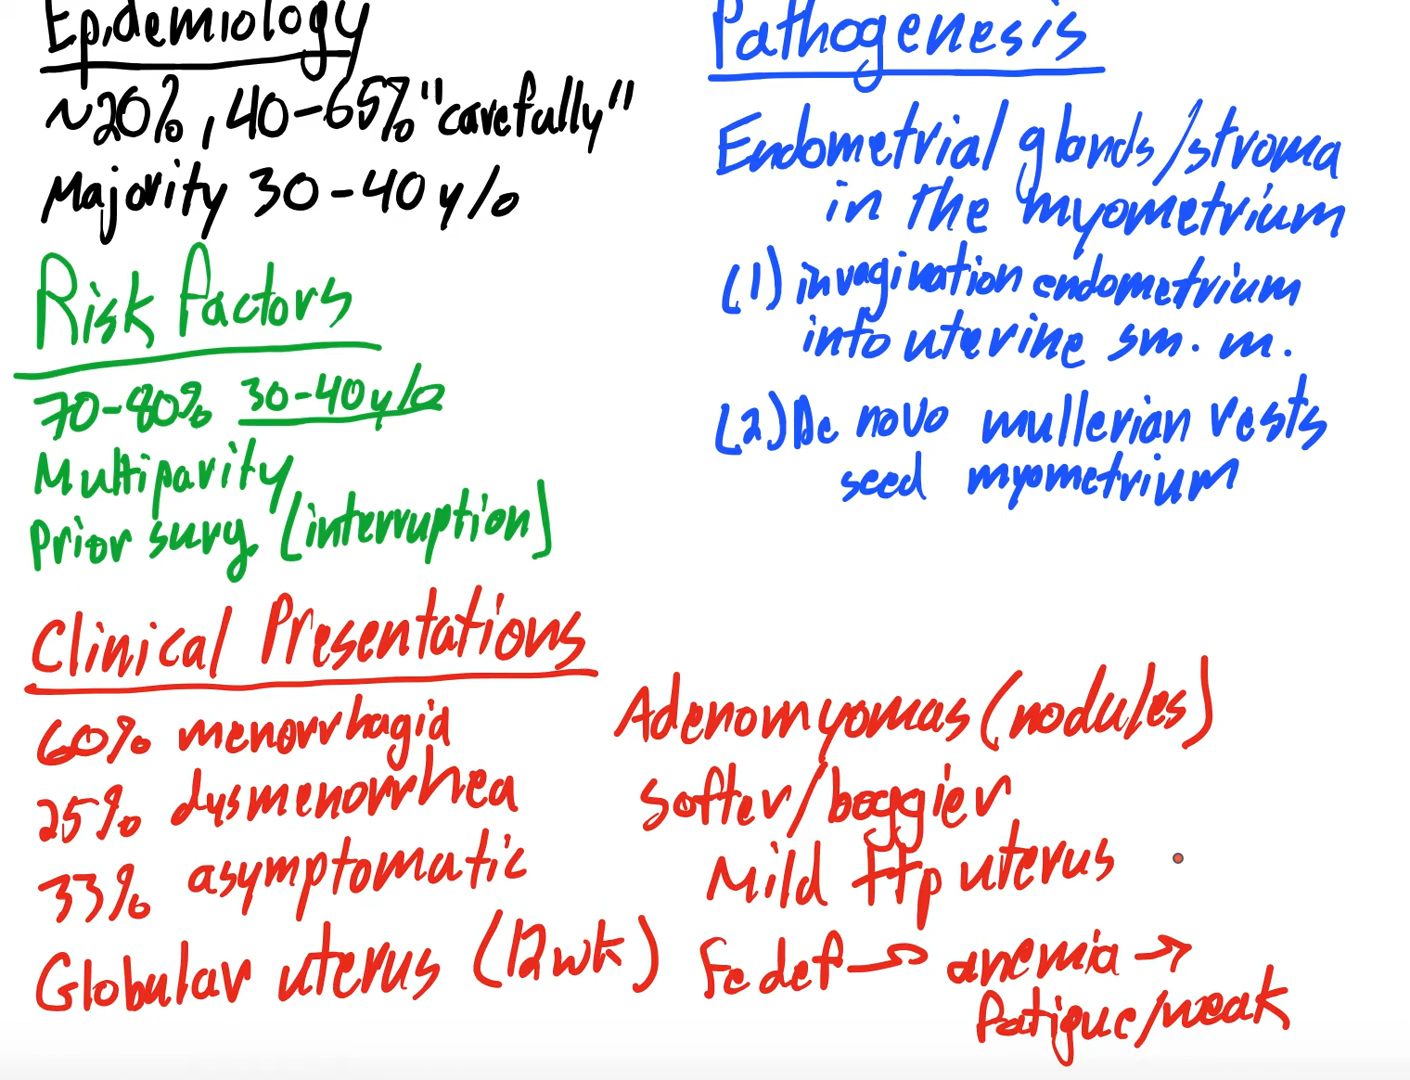 Epidemiology
~20%, 40-65% "carefully"
Majority 30-40 y/o
Risk Factors
70-80% 30-40 y/o
Multiparity
Prior surg. [interruption]
Clinical Presentations
60% menorrhagia
25% dysmenorrhea
33% asymptomatic
Globular uterus (12wk)
Pathogenesis
Endometrial glands/stroma
in the myometrium
(1) invagination endometrium
into uterine sm. m.
(2) De novo mullerian rests
seed myometrium
Adenomyomas (nodules)
softer/boggier
Mild ttp uterus
Fe def → anemia →
fatigue/weak